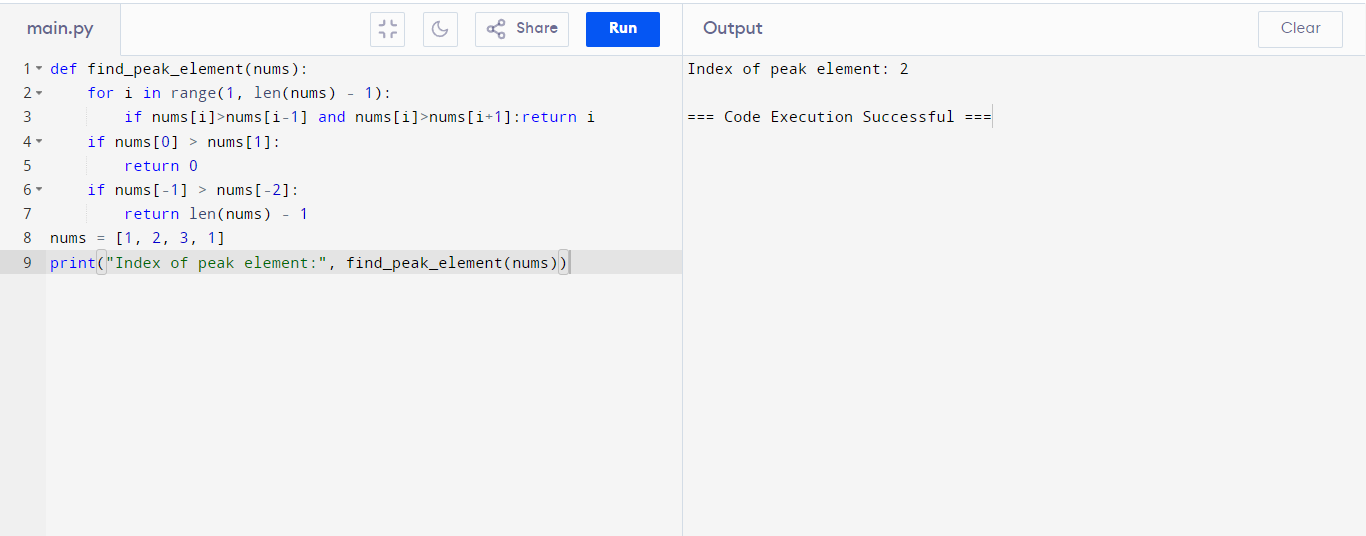 main.py Share Run Output Clear
1 def find_peak_element(nums):
2     for i in range(1, len(nums) - 1):
3         if nums[i]>nums[i-1] and nums[i]>nums[i+1]:return i
4     if nums[0] > nums[1]:
5         return 0
6     if nums[-1] > nums[-2]:
7         return len(nums) - 1
8 nums = [1, 2, 3, 1]
9 print("Index of peak element:", find_peak_element(nums))
Index of peak element: 2
=== Code Execution Successful ===